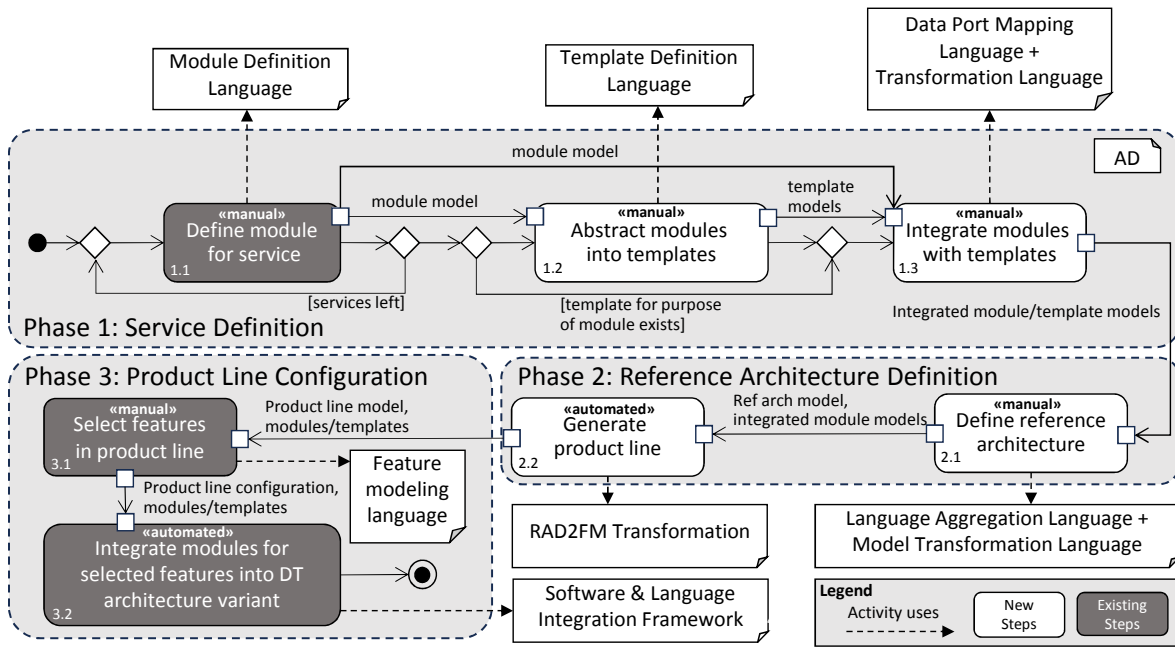 Module Definition
Language
Template Definition
Language
Data Port Mapping
Language +
Transformation Language
AD
module model
«manual»
Define module
for service
1.1
module model
«manual»
Abstract modules
into templates
1.2
template
models
«manual»
Integrate modules
with templates
1.3
[services left]
[template for purpose
of module exists]
Integrated module/template models
Phase 1: Service Definition
Phase 3: Product Line Configuration
«manual»
Select features
in product line
3.1
Product line model,
modules/templates
Product line configuration,
modules/templates
Feature
modeling
language
«automated»
Integrate modules for
selected features into DT
architecture variant
3.2
Phase 2: Reference Architecture Definition
«automated»
Generate
product line
2.2
Ref arch model,
integrated module models
«manual»
Define reference
architecture
2.1
RAD2FM Transformation
Language Aggregation Language +
Model Transformation Language
Software & Language
Integration Framework
Legend
Activity uses
New
Steps
Existing
Steps